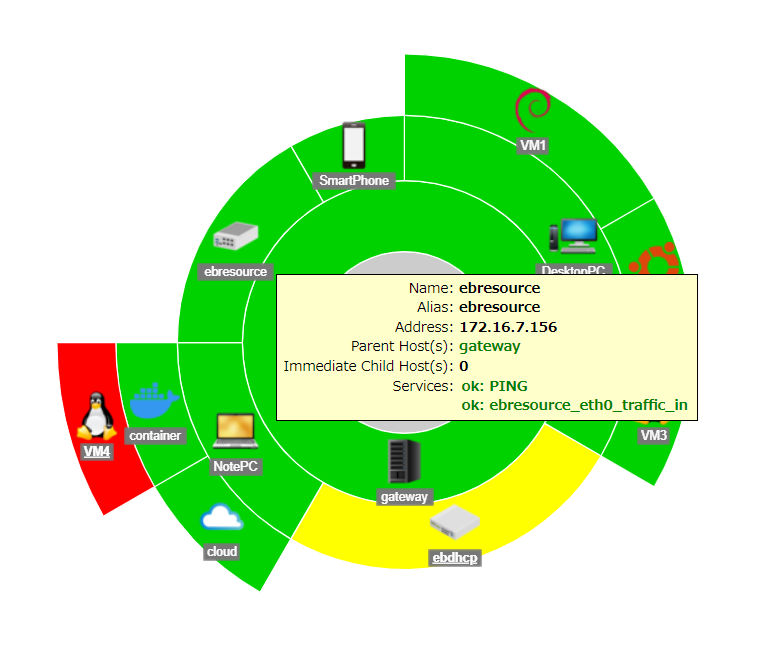 VM1
SmartPhone
ebresource
DesktopPC
Name: ebresource
Alias: ebresource
Address: 172.16.7.156
Parent Host(s): gateway
Immediate Child Host(s): 0
Services: ok: PING
ok: ebresource_eth0_traffic_in
container
VM3
VM4
NotePC
gateway
cloud
ebdhcp